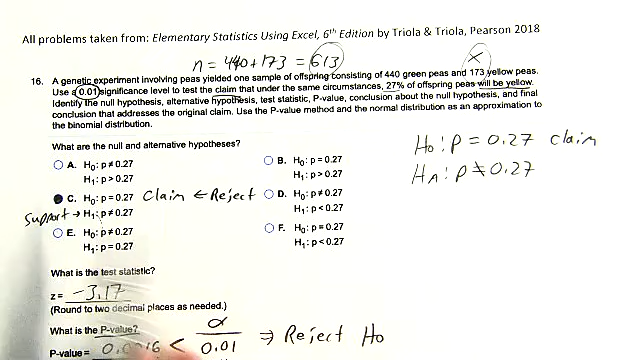 All problems taken from: Elementary Statistics Using Excel, 6th Edition by Triola & Triola, Pearson 2018
n = 440+173 = 613
x
16. A genetic experiment involving peas yielded one sample of offspring consisting of 440 green peas and 173 yellow peas.
Use a 0.01 significance level to test the claim that under the same circumstances, 27% of offspring peas will be yellow.
Identify the null hypothesis, alternative hypothesis, test statistic, P-value, conclusion about the null hypothesis, and final
conclusion that addresses the original claim. Use the P-value method and the normal distribution as an approximation to
the binomial distribution.
H₀: p = 0.27 claim
H_A: p ≠ 0.27
What are the null and alternative hypotheses?
A. H₀: p ≠ 0.27
H₁: p > 0.27
B. H₀: p = 0.27
H₁: p > 0.27
C. H₀: p = 0.27 Claim ← Reject
Support → H₁: p ≠ 0.27
D. H₀: p ≠ 0.27
H₁: p < 0.27
E. H₀: p ≠ 0.27
H₁: p = 0.27
F. H₀: p = 0.27
H₁: p < 0.27
What is the test statistic?
z = -3.17
(Round to two decimal places as needed.)
What is the P-value? α
P-value = 0.0016 < 0.01 ⇒ Reject H₀